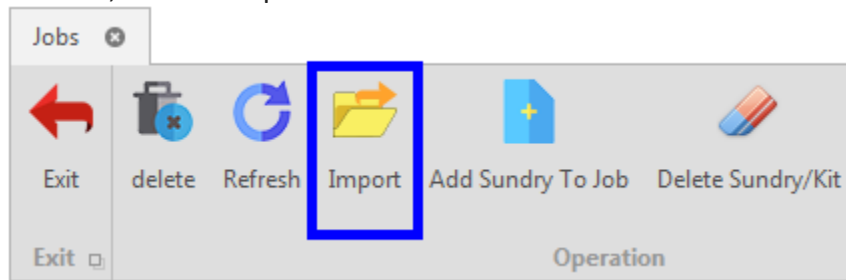 Jobs
Exit delete Refresh Import Add Sundry To Job Delete Sundry/Kit
Exit Operation